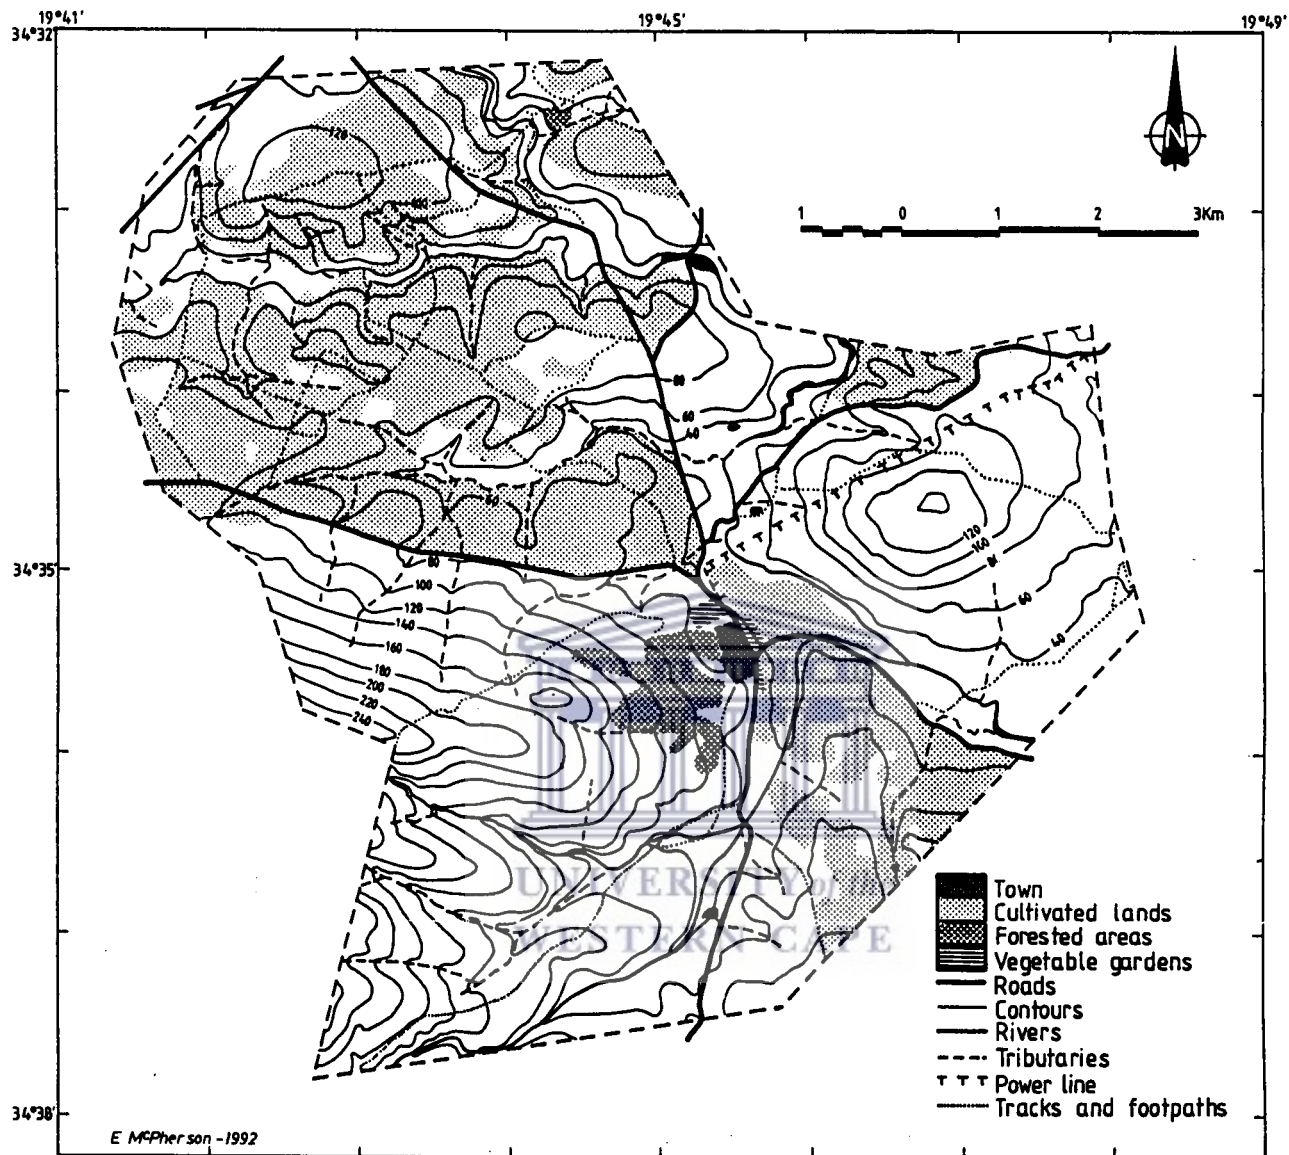 19°41'
19°45'
19°49'
34°32
N
1 0 1 2 3Km
120
80
60
40
60
120
160
34°35'
80
100
120
140
160
180
200
220
240
60
40
UNIVERSITY of the
WESTERN CAPE
Town
Cultivated lands
Forested areas
Vegetable gardens
Roads
Contours
Rivers
Tributaries
Power line
Tracks and footpaths
34°38'
E McPherson -1992